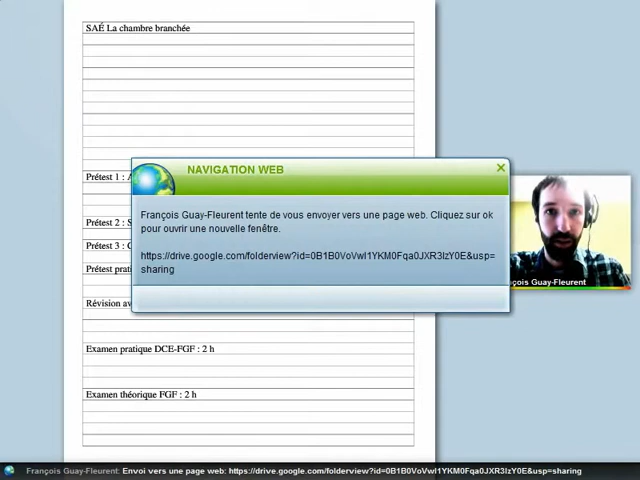 SAÉ La chambre branchée
Prétest 1 : A
NAVIGATION WEB
François Guay-Fleurent tente de vous envoyer vers une page web. Cliquez sur ok
pour ouvrir une nouvelle fenêtre.
https://drive.google.com/folderview?id=0B1B0VoVwI1YKM0Fqa0JXR3IzY0E&usp=
sharing
Prétest 2 : S
Prétest 3 : C
Prétest prati
Révision av
çois Guay-Fleurent
Examen pratique DCE-FGF : 2 h
Examen théorique FGF : 2 h
François Guay-Fleurent: Envoi vers une page web: https://drive.google.com/folderview?id=0B1B0VoVwI1YKM0Fqa0JXR3IzY0E&usp=sharing